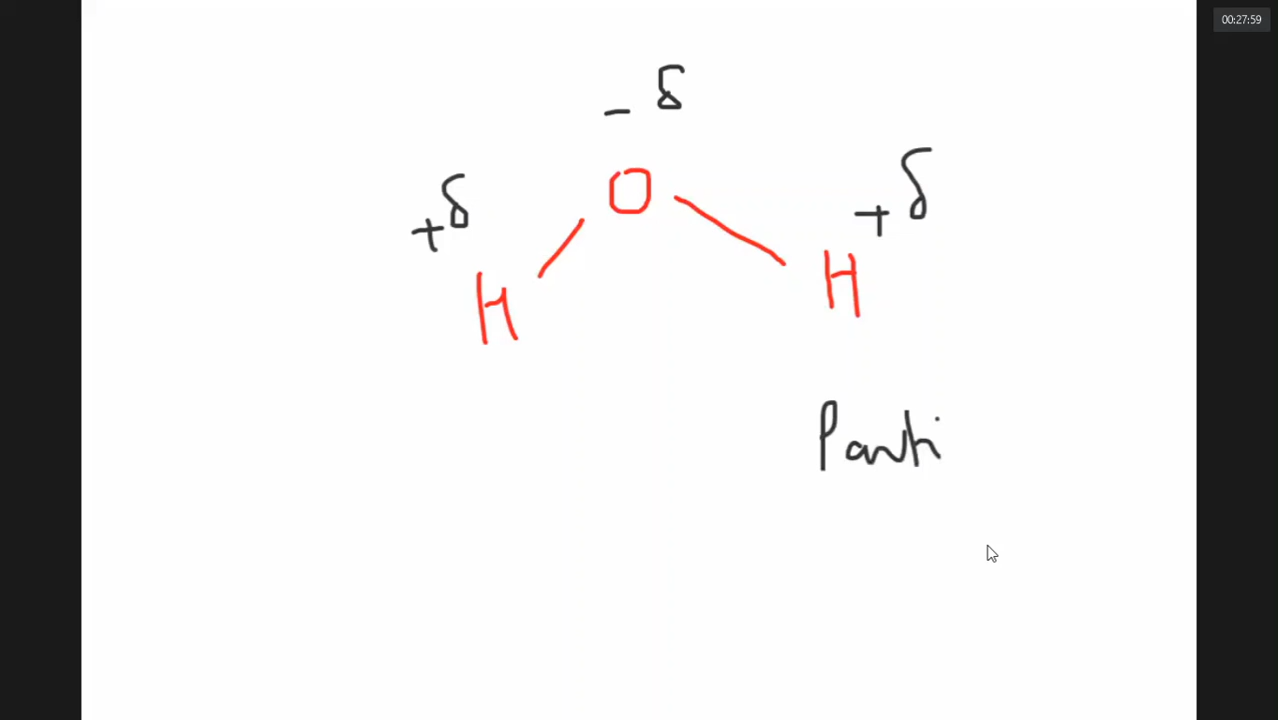 00:27:59
- δ
+ δ
O
+ δ
H
H
Parti